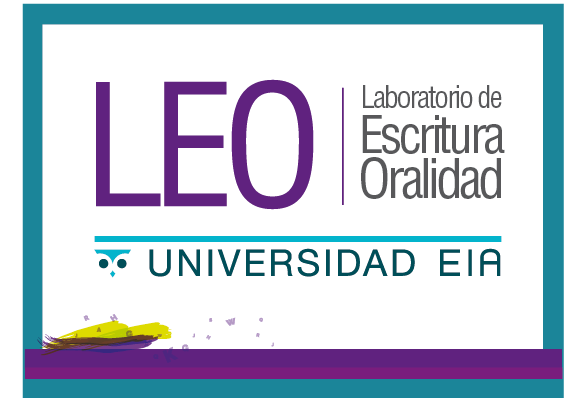 LEO
Laboratorio de
Escritura
Oralidad
UNIVERSIDAD EIA